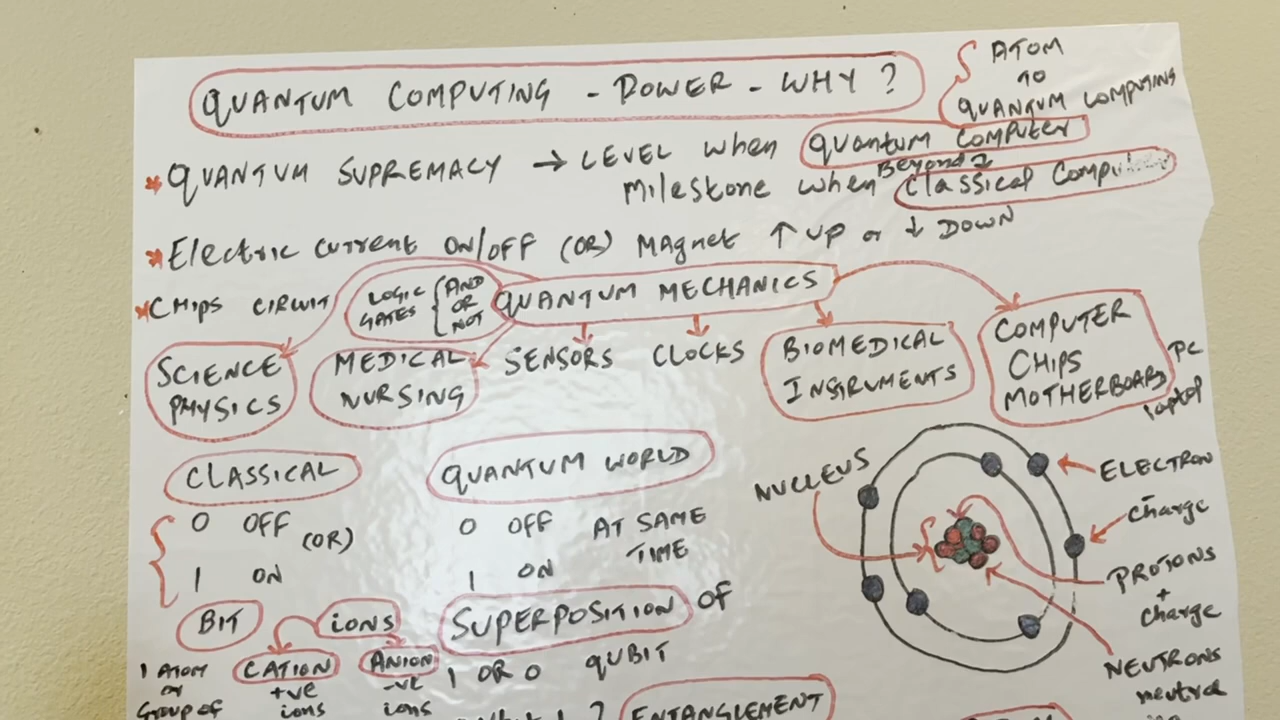 QUANTUM COMPUTING - POWER - WHY ?
ATOM
TO
QUANTUM COMPUTING
* QUANTUM SUPREMACY → LEVEL when quantum computer
Beyond
milestone when classical Computer
* Electric current ON/OFF (OR) Magnet ↑ UP or ↓ DOWN
* CHIPS CIRCUIT
LOGIC GATES { AND OR NOT
QUANTUM MECHANICS
SCIENCE
PHYSICS
MEDICAL
NURSING
SENSORS
CLOCKS
BIOMEDICAL
INSTRUMENTS
COMPUTER
CHIPS
MOTHERBOARD
PC
laptop
CLASSICAL
0 OFF (OR)
1 ON
BIT
QUANTUM WORLD
0 OFF AT SAME
1 ON TIME
SUPERPOSITION OF
1 OR 0 QUBIT
NUCLEUS
ELECTRON
- charge
PROTONS
+
charge
NEUTRONS
neutral
ions
1 ATOM
or
Group of
CATION
+ve
ions
ANION
-ve
ions
ENTANGLEMENT